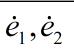 ė₁, ė₂